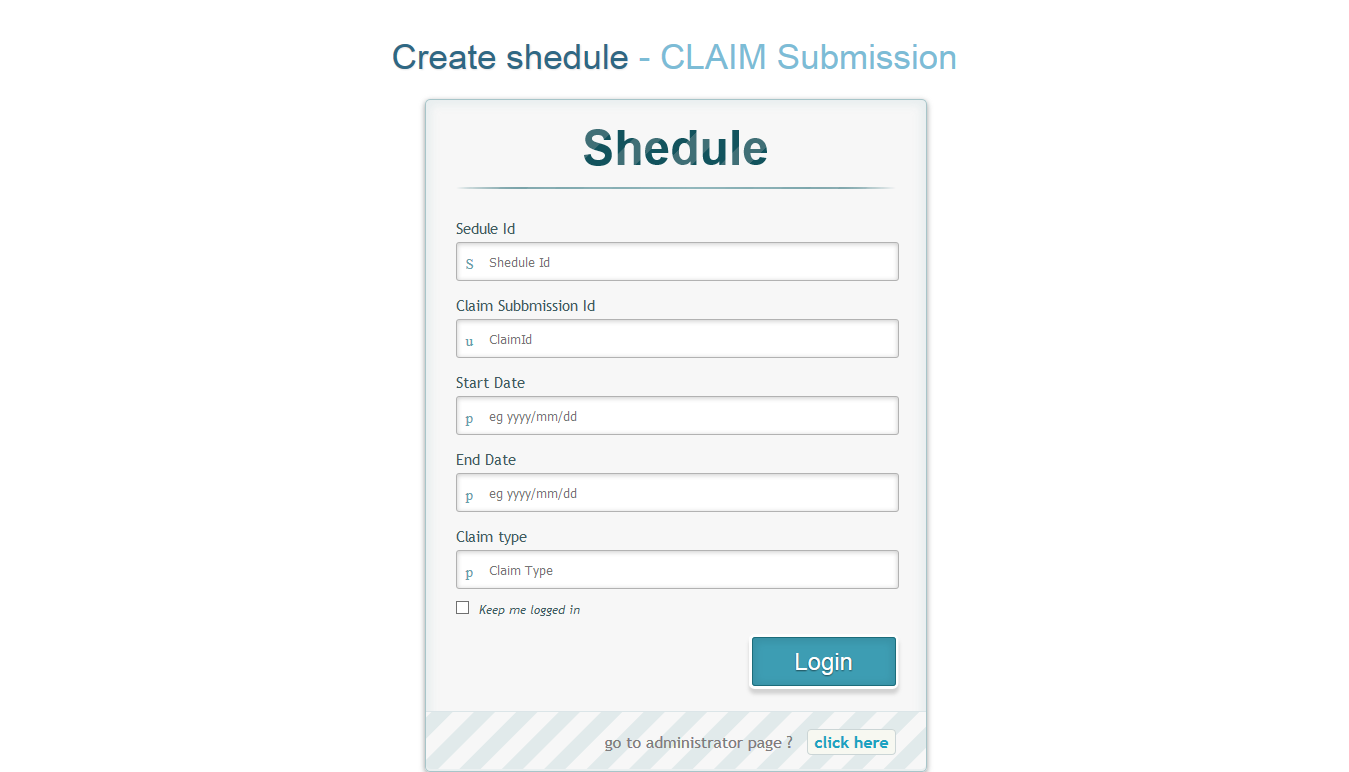 Create shedule - CLAIM Submission
Shedule
Sedule Id
S Shedule Id
Claim Subbmission Id
u ClaimId
Start Date
p eg yyyy/mm/dd
End Date
p eg yyyy/mm/dd
Claim type
p Claim Type
Keep me logged in
Login
go to administrator page ? click here